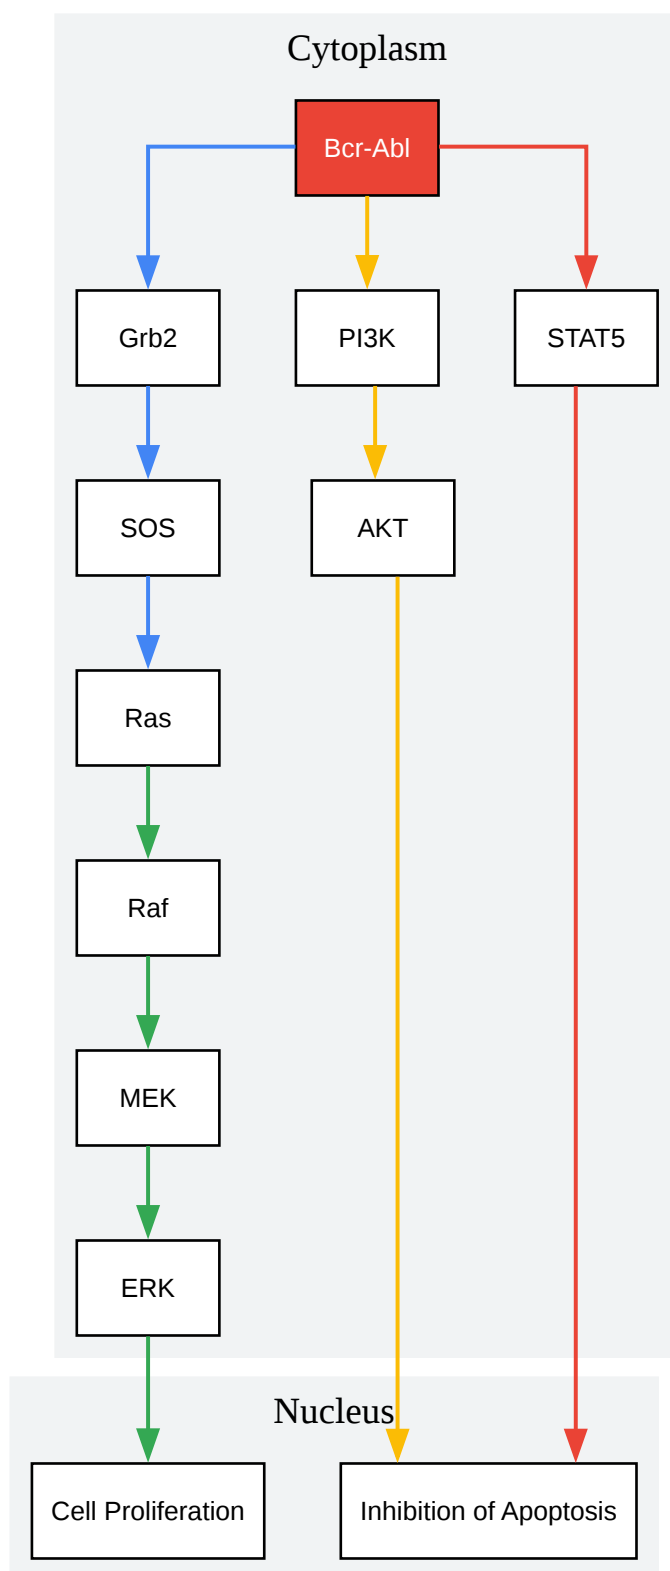 Cytoplasm
Bcr-Abl
Grb2
PI3K
STAT5
SOS
AKT
Ras
Raf
MEK
ERK
Nucleus
Cell Proliferation
Inhibition of Apoptosis